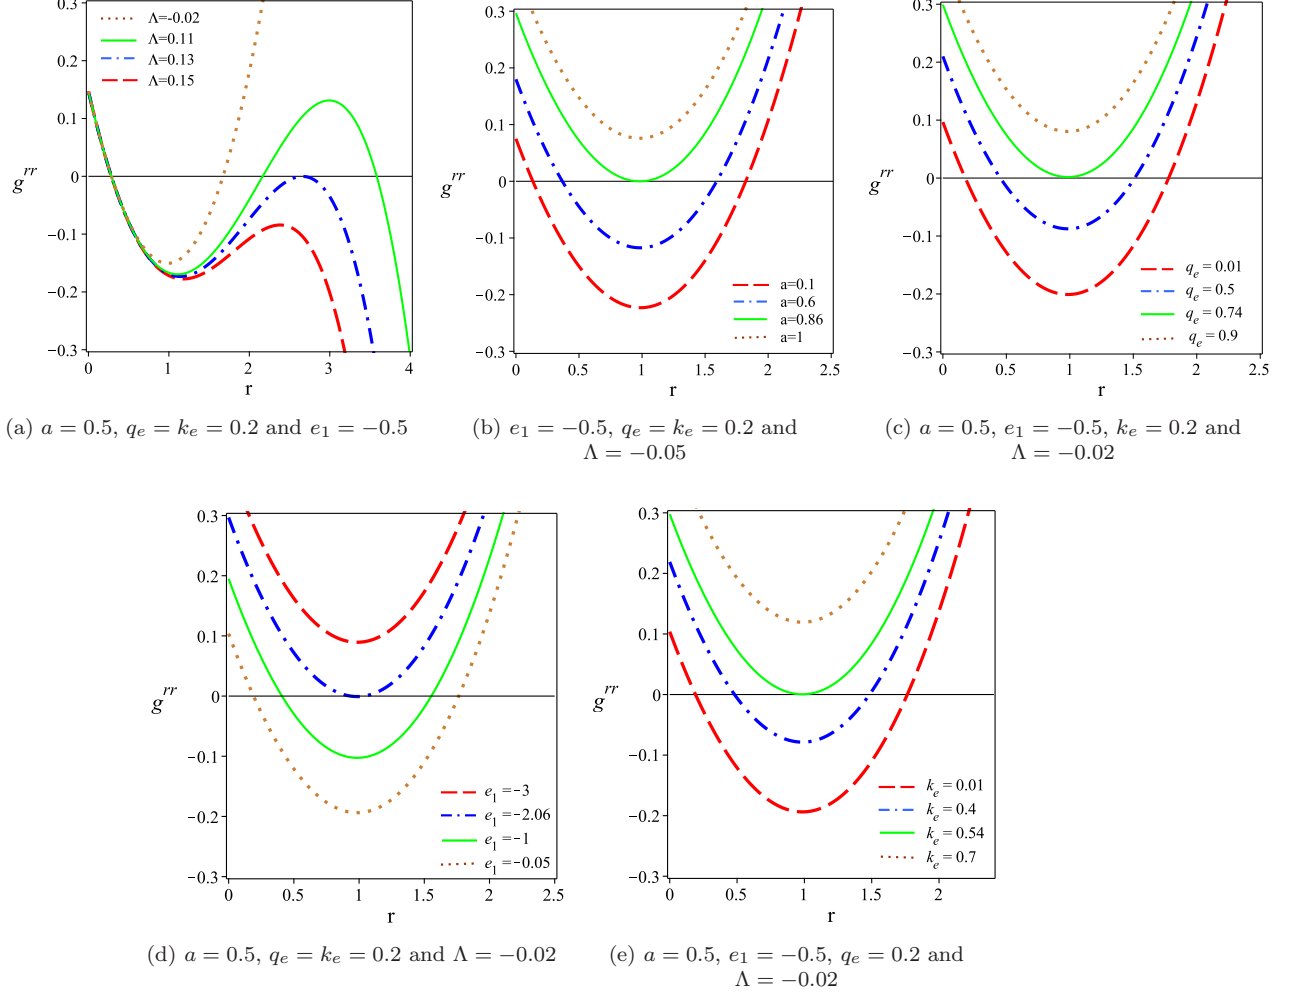 0.3
0.2
0.1
0
−0.1
−0.2
−0.3
g^{rr}
Λ=-0.02
Λ=0.11
Λ=0.13
Λ=0.15
0 1 2 3 4
r
(a) a = 0.5, q_e = k_e = 0.2 and e_1 = −0.5
0.3
0.2
0.1
0
−0.1
−0.2
−0.3
g^{rr}
a=0.1
a=0.6
a=0.86
a=1
0 0.5 1 1.5 2 2.5
r
(b) e_1 = −0.5, q_e = k_e = 0.2 and
Λ = −0.05
0.3
0.2
0.1
0
−0.1
−0.2
−0.3
g^{rr}
q_e = 0.01
q_e = 0.5
q_e = 0.74
q_e = 0.9
0 0.5 1 1.5 2 2.5
r
(c) a = 0.5, e_1 = −0.5, k_e = 0.2 and
Λ = −0.02
0.3
0.2
0.1
0
−0.1
−0.2
−0.3
g^{rr}
e_1 =−3
e_1 =−2.06
e_1 =−1
e_1 =−0.05
0 0.5 1 1.5 2 2.5
r
(d) a = 0.5, q_e = k_e = 0.2 and Λ = −0.02
0.3
0.2
0.1
0
−0.1
−0.2
−0.3
g^{rr}
k_e = 0.01
k_e = 0.4
k_e = 0.54
k_e = 0.7
0 0.5 1 1.5 2
r
(e) a = 0.5, e_1 = −0.5, q_e = 0.2 and
Λ = −0.02